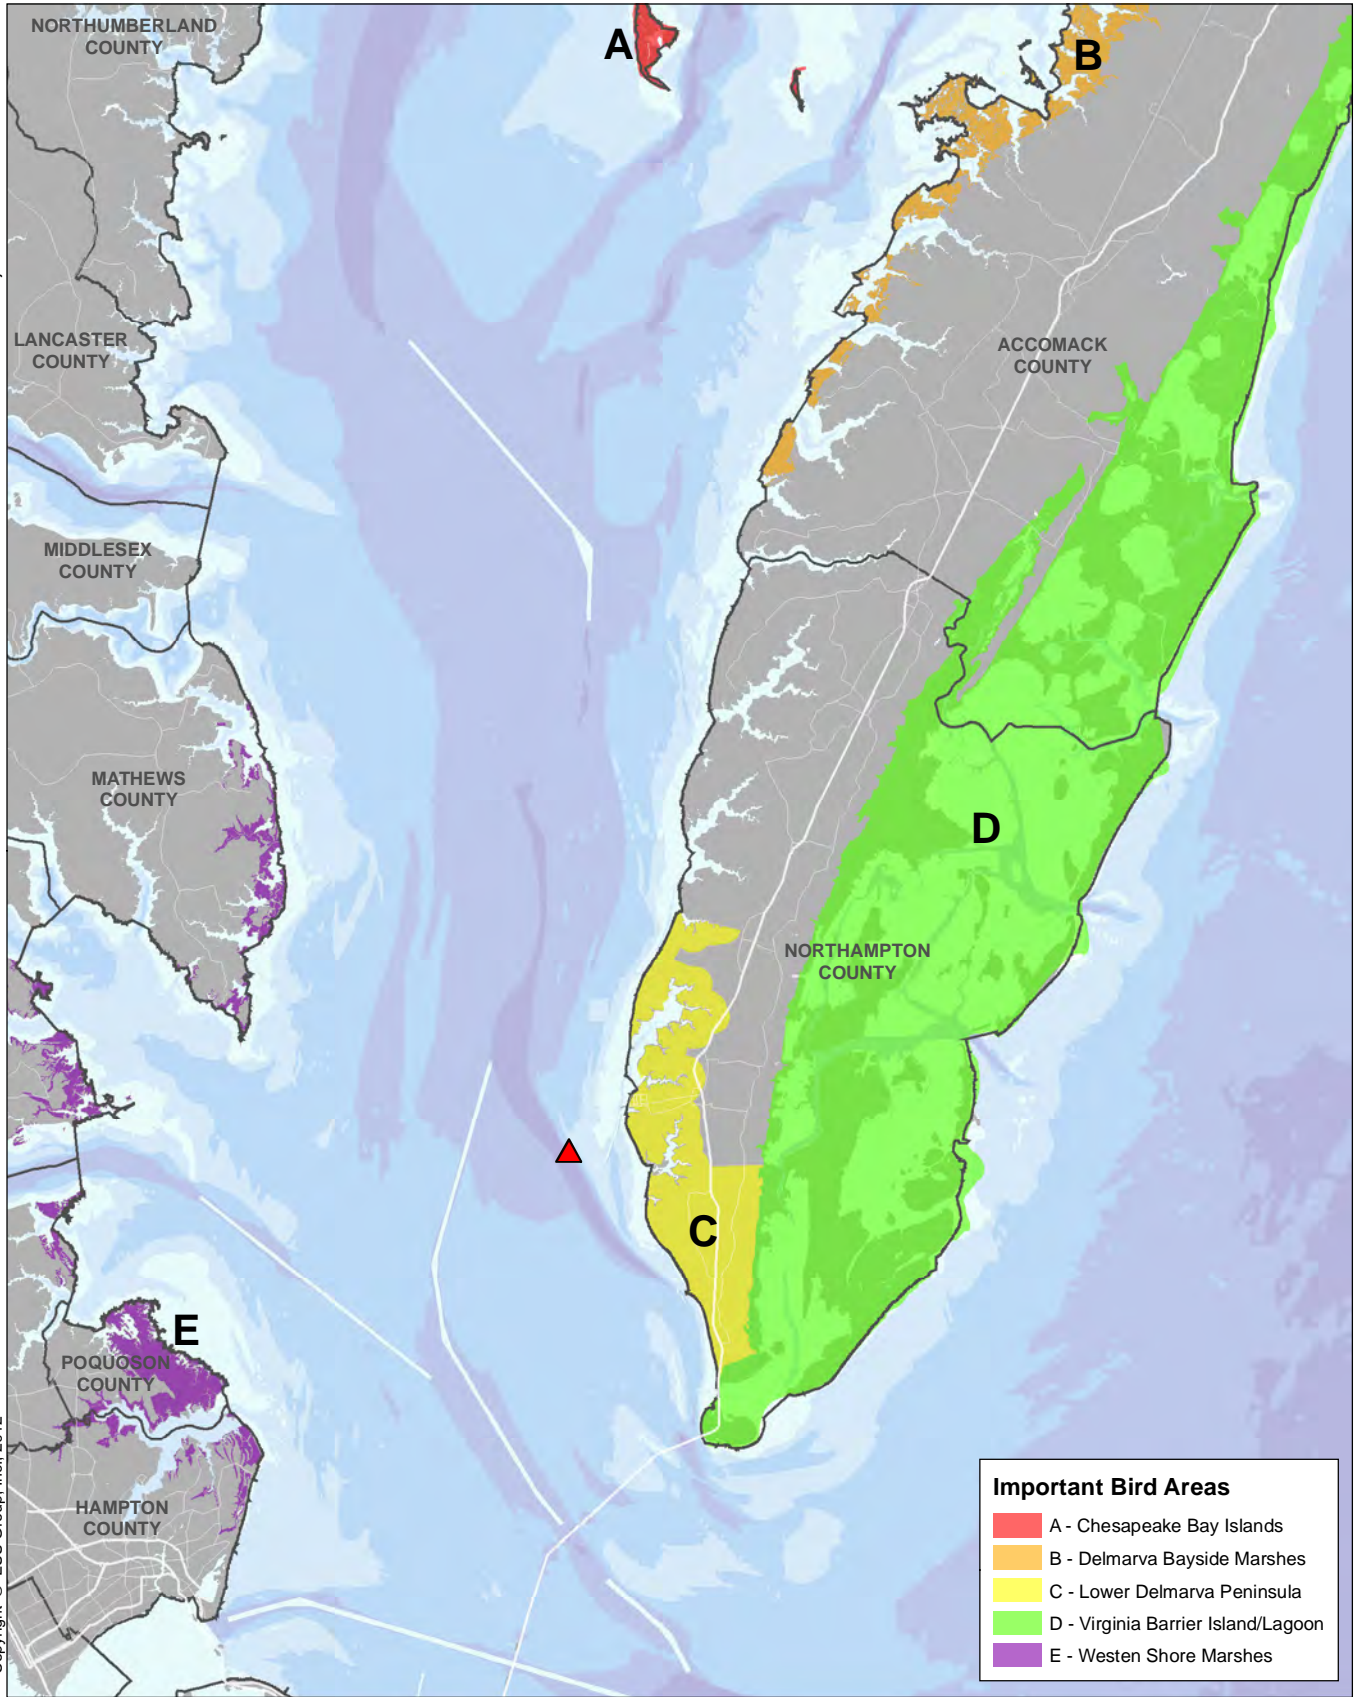 NORTHUMBERLAND
COUNTY
A
B
LANCASTER
COUNTY
ACCOMACK
COUNTY
MIDDLESEX
COUNTY
MATHEWS
COUNTY
D
NORTHAMPTON
COUNTY
C
E
POQUOSON
COUNTY
HAMPTON
COUNTY
Important Bird Areas
A - Chesapeake Bay Islands
B - Delmarva Bayside Marshes
C - Lower Delmarva Peninsula
D - Virginia Barrier Island/Lagoon
E - Westen Shore Marshes